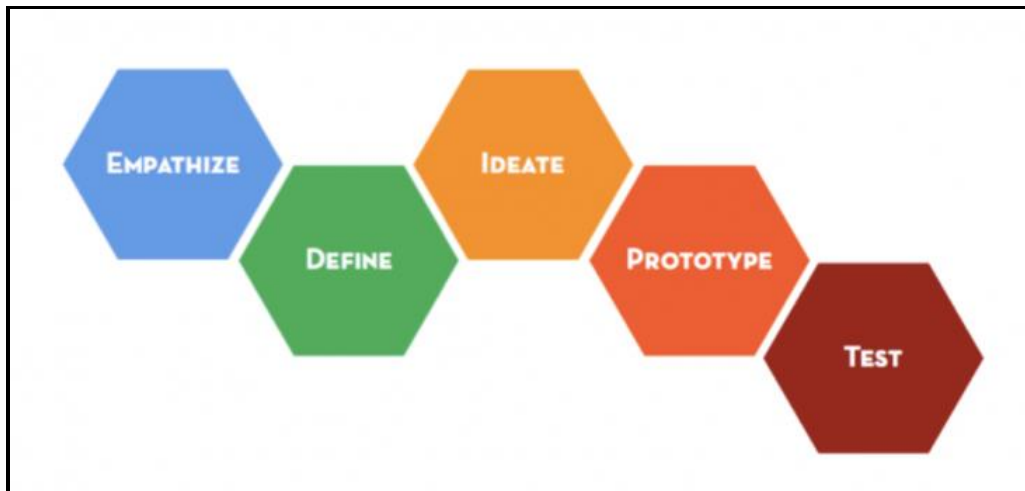 EMPATHIZE
DEFINE
IDEATE
PROTOTYPE
TEST